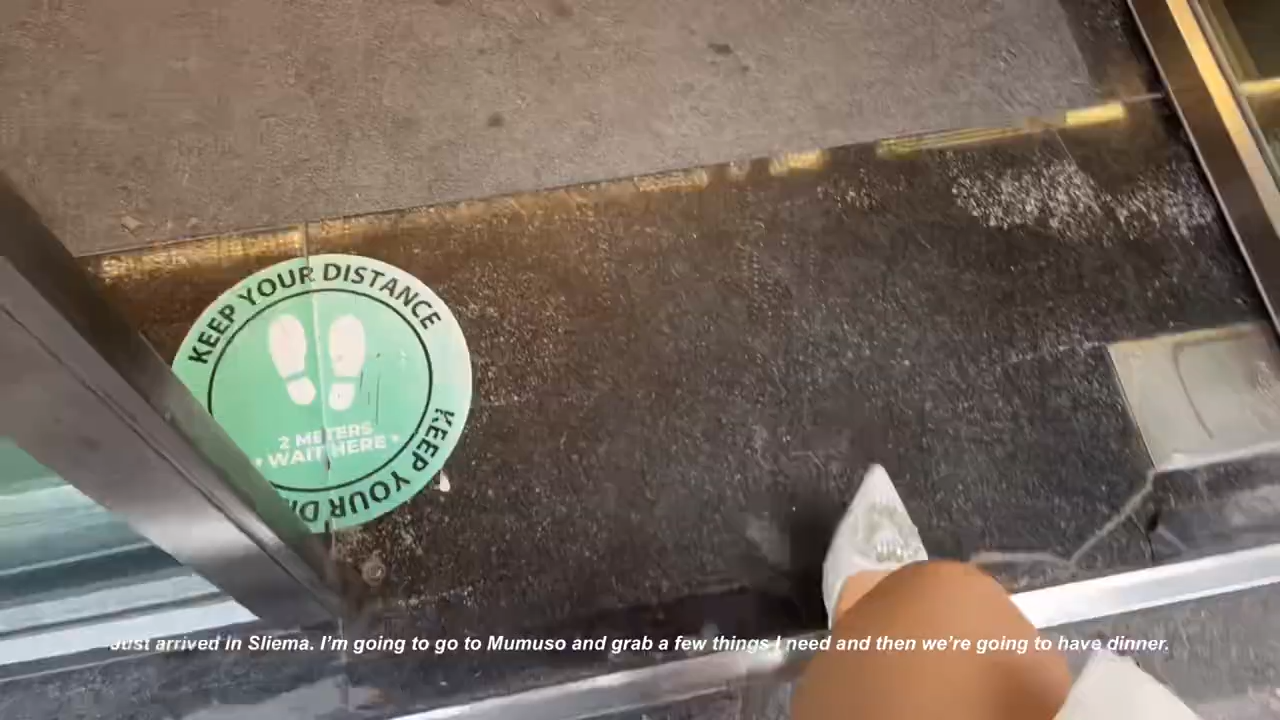 KEEP YOUR DISTANCE
2 METERS
• WAIT HERE •
KEEP YOUR DI
Just arrived in Sliema. I'm going to go to Mumuso and grab a few things I need and then we're going to have dinner.